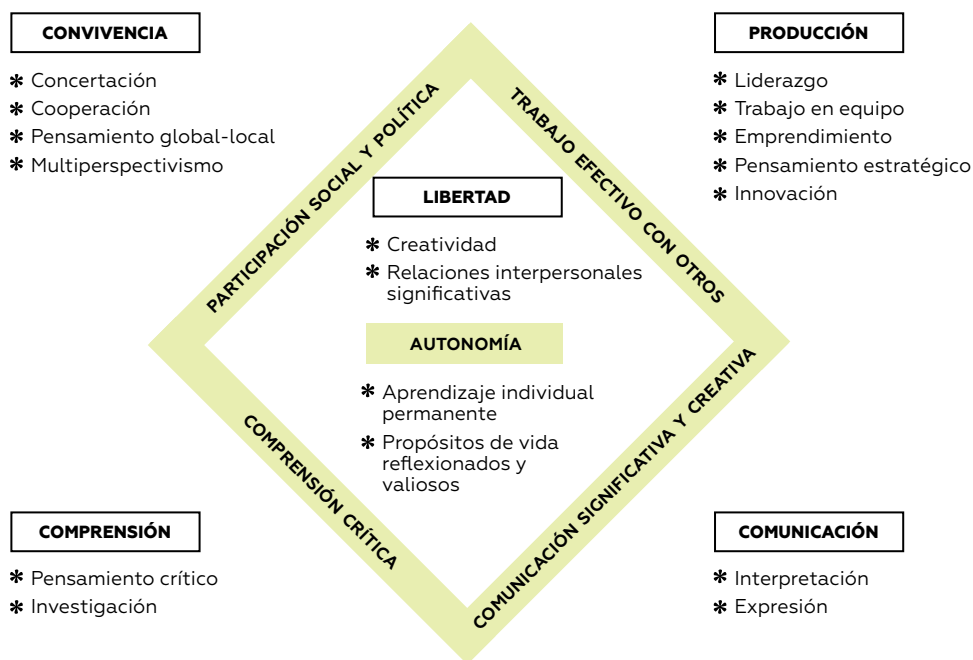 CONVIVENCIA
* Concertación
* Cooperación
* Pensamiento global-local
* Multiperspectivismo
PRODUCCIÓN
* Liderazgo
* Trabajo en equipo
* Emprendimiento
* Pensamiento estratégico
* Innovación
PARTICIPACIÓN SOCIAL Y POLÍTICA
TRABAJO EFECTIVO CON OTROS
LIBERTAD
* Creatividad
* Relaciones interpersonales
significativas
AUTONOMÍA
* Aprendizaje individual
permanente
* Propósitos de vida
reflexionados y
valiosos
COMPRENSIÓN CRÍTICA
COMUNICACIÓN SIGNIFICATIVA Y CREATIVA
COMPRENSIÓN
* Pensamiento crítico
* Investigación
COMUNICACIÓN
* Interpretación
* Expresión